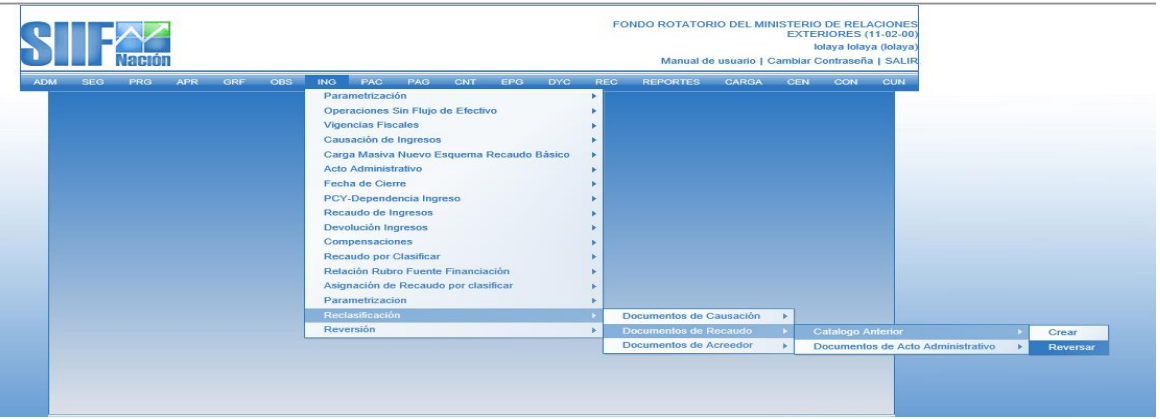 SIIF
Nación
FONDO ROTATORIO DEL MINISTERIO DE RELACIONES
EXTERIORES (11-02-00)
lolaya lolaya (lolaya)
Manual de usuario | Cambiar Contraseña | SALIR
ADM SEG PRG APR GRF OBS ING PAC PAG CNT EPG DYC REC REPORTES CARGA CEN CON CUN
Parametrización
Operaciones Sin Flujo de Efectivo
Vigencias Fiscales
Causación de Ingresos
Carga Masiva Nuevo Esquema Recaudo Básico
Acto Administrativo
Fecha de Cierre
PCY-Dependencia Ingreso
Recaudo de Ingresos
Devolución Ingresos
Compensaciones
Recaudo por Clasificar
Relación Rubro Fuente Financiación
Asignación de Recaudo por clasificar
Parametrizacion
Reclasificación
Reversión
Documentos de Causación
Documentos de Recaudo
Documentos de Acreedor
Catalogo Anterior
Documentos de Acto Administrativo
Crear
Reversar